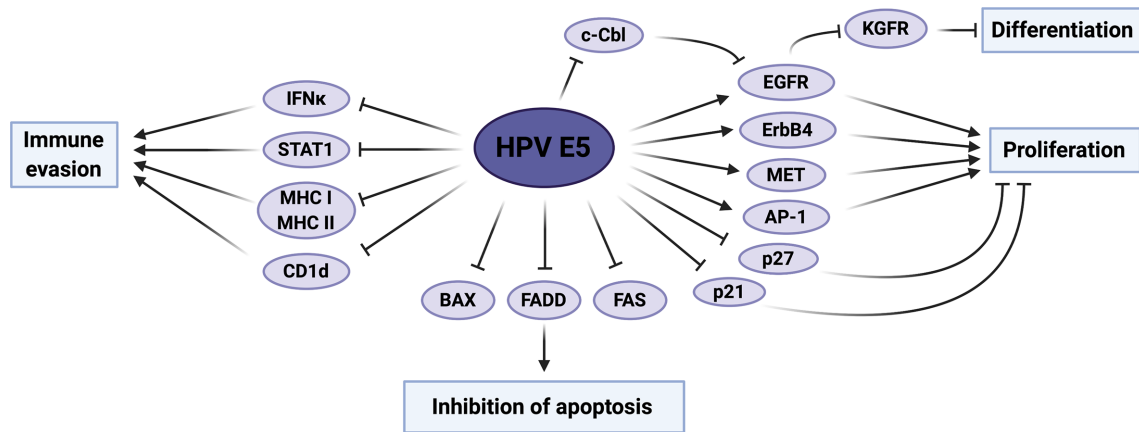 c-Cbl
KGFR
Differentiation
EGFR
IFNκ
ErbB4
Immune
evasion
STAT1
HPV E5
Proliferation
MET
MHC I
MHC II
AP-1
p27
CD1d
p21
BAX
FADD
FAS
Inhibition of apoptosis